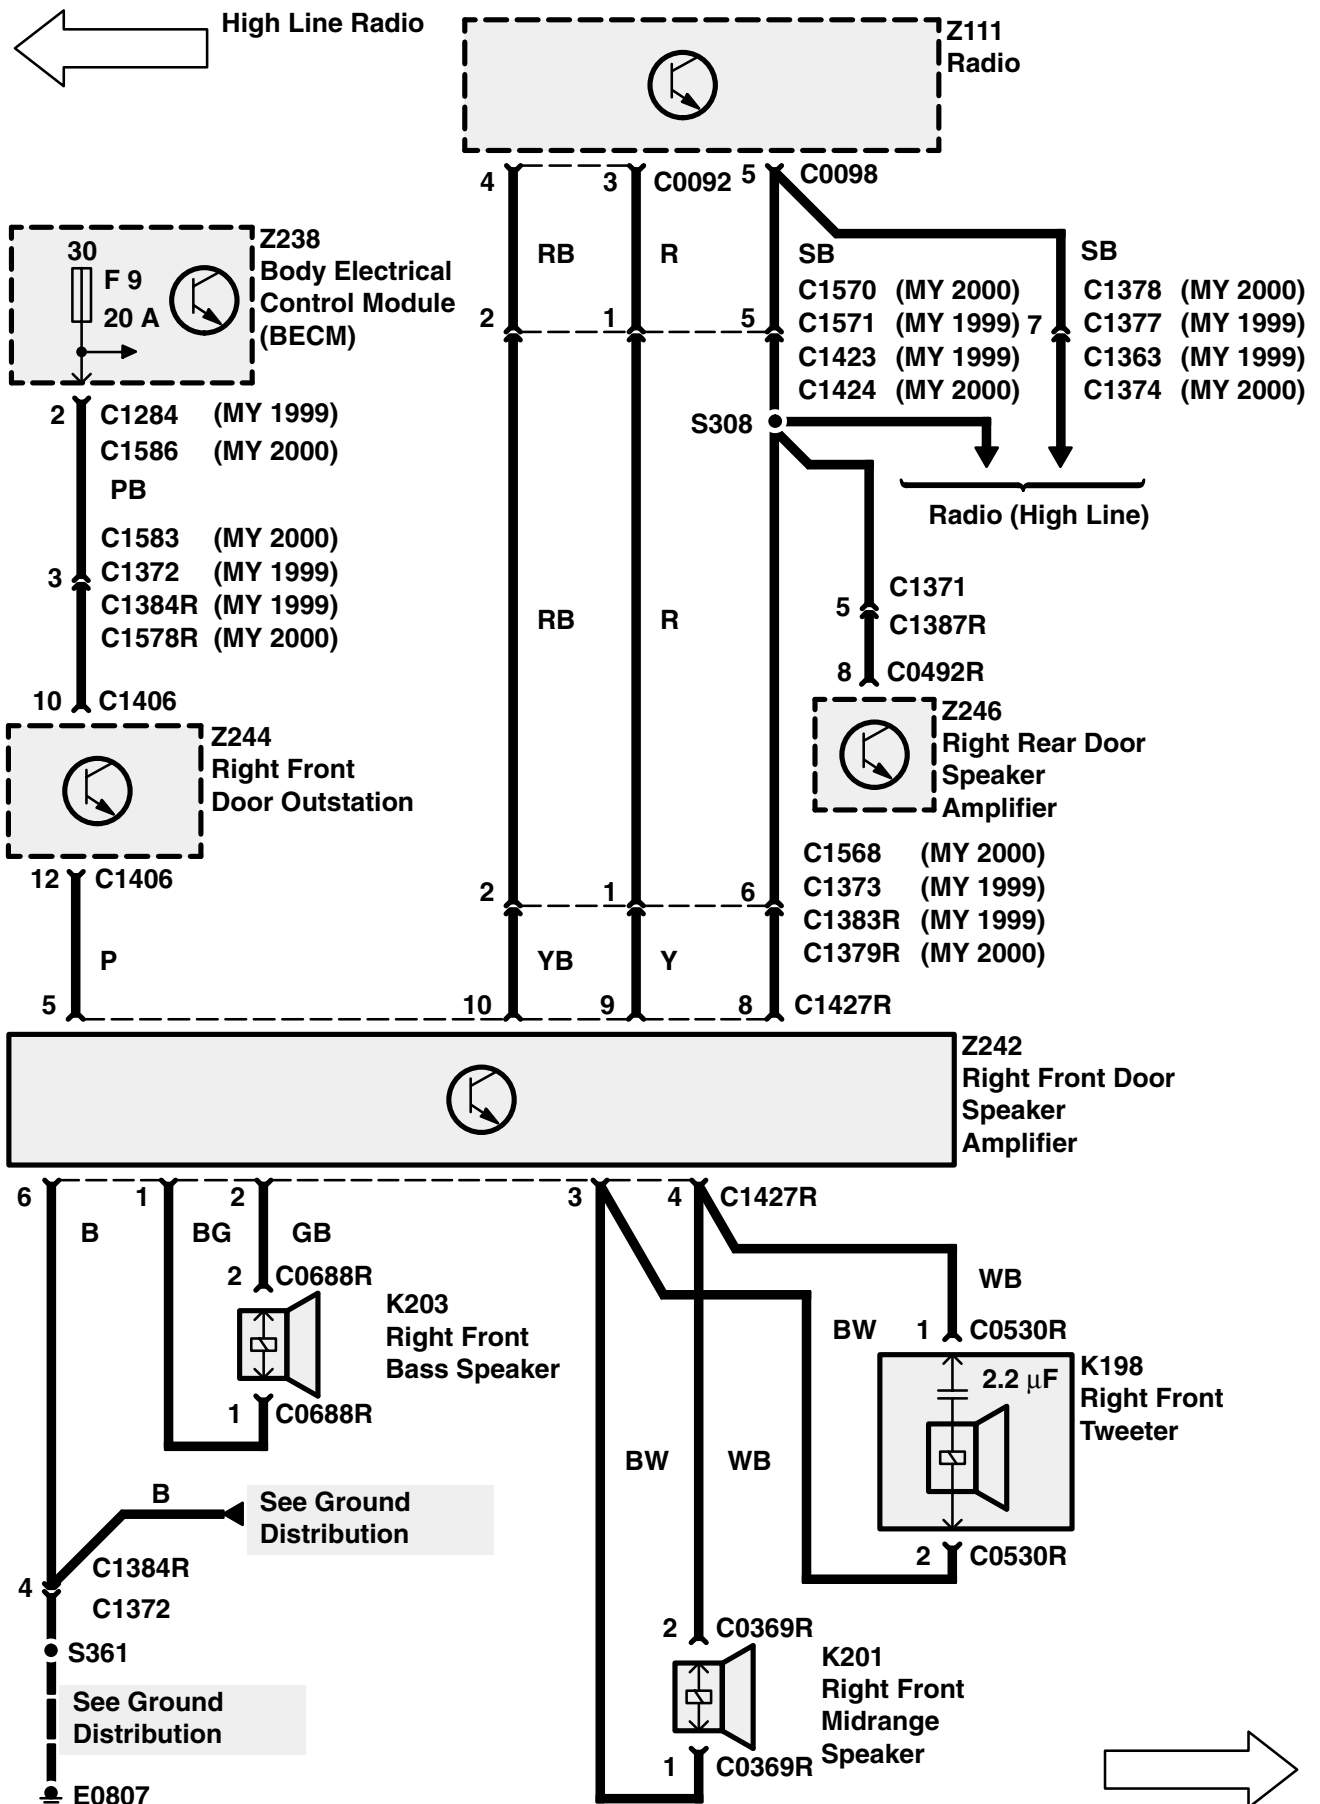 High Line Radio
Z111
Radio
4
3
C0092
5
C0098
RB
R
SB
SB
C1570 (MY 2000)
C1571 (MY 1999)
C1423 (MY 1999)
C1424 (MY 2000)
7
C1378 (MY 2000)
C1377 (MY 1999)
C1363 (MY 1999)
C1374 (MY 2000)
2
1
5
S308
Radio (High Line)
30
F 9
20 A
Z238
Body Electrical
Control Module
(BECM)
2
C1284 (MY 1999)
C1586 (MY 2000)
PB
C1583 (MY 2000)
3
C1372 (MY 1999)
C1384R (MY 1999)
C1578R (MY 2000)
10
C1406
Z244
Right Front
Door Outstation
12
C1406
P
5
RB
R
5
C1371
C1387R
8
C0492R
Z246
Right Rear Door
Speaker
Amplifier
C1568 (MY 2000)
C1373 (MY 1999)
C1383R (MY 1999)
C1379R (MY 2000)
2
1
6
YB
Y
10
9
8
C1427R
Z242
Right Front Door
Speaker
Amplifier
6
1
2
3
4
C1427R
B
BG
GB
2
C0688R
K203
Right Front
Bass Speaker
1
C0688R
WB
BW
1
C0530R
2.2 µF
K198
Right Front
Tweeter
2
C0530R
BW
WB
B
See Ground
Distribution
C1384R
4
C1372
S361
See Ground
Distribution
E0807
2
C0369R
K201
Right Front
Midrange
Speaker
1
C0369R